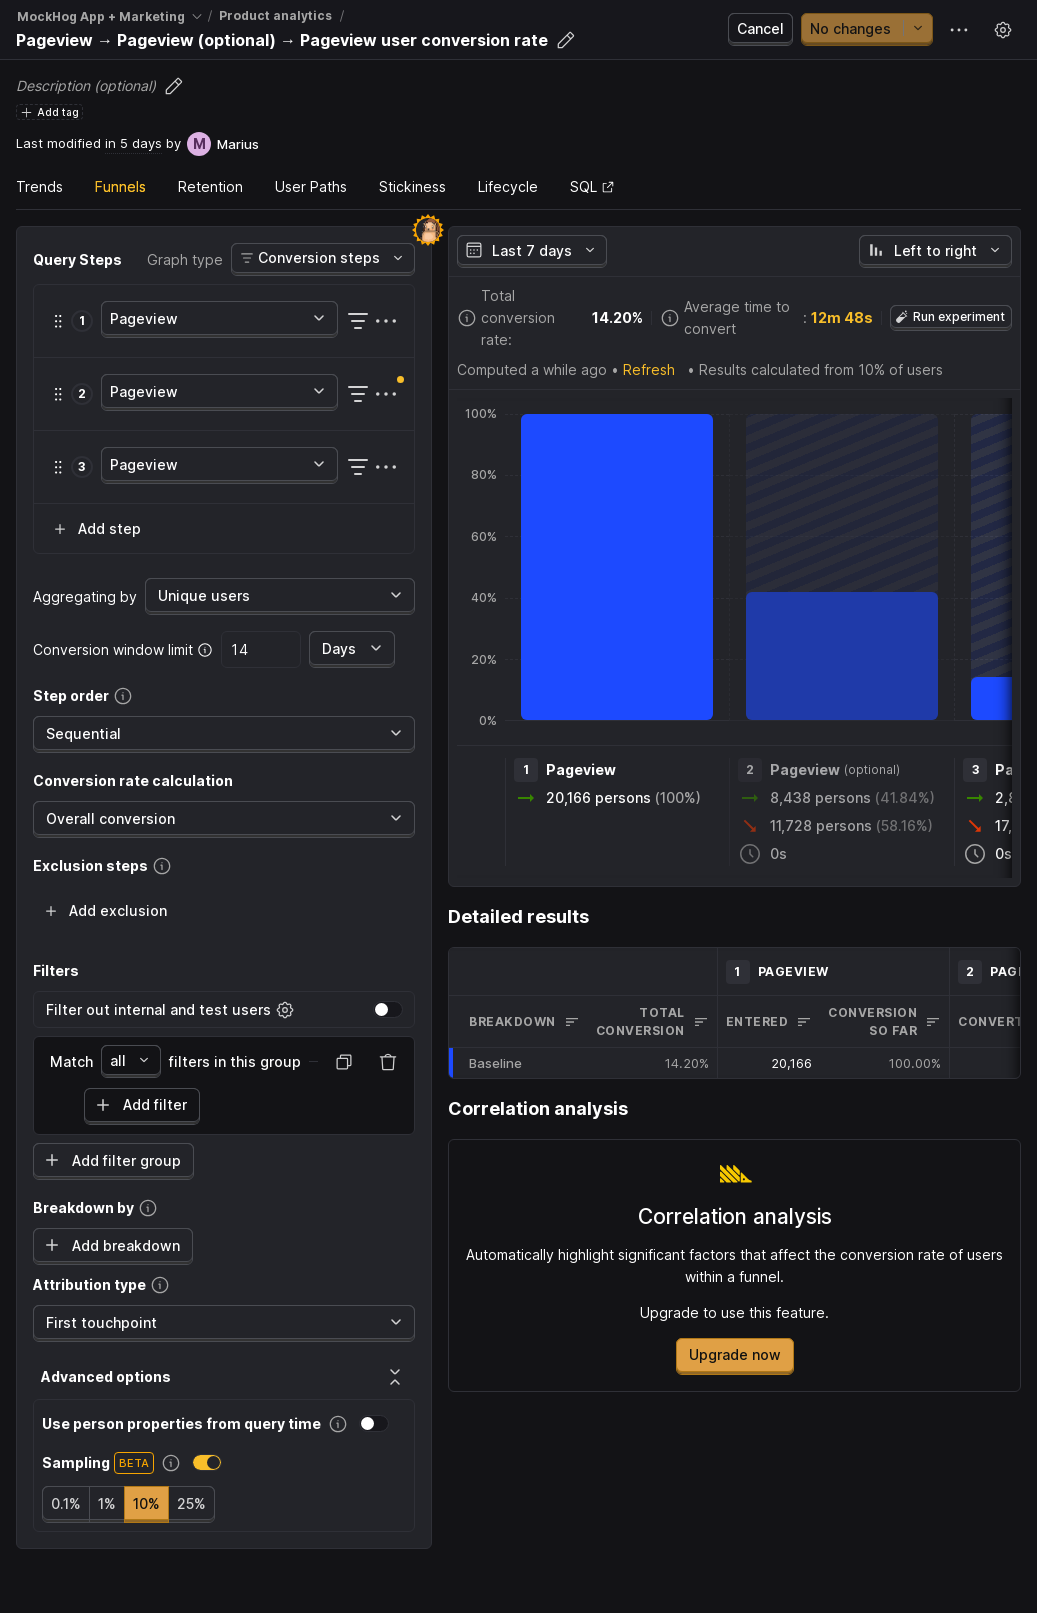 MockHog App + Marketing / Product analytics /
Pageview → Pageview (optional) → Pageview user conversion rate
Cancel
No changes
Description (optional)
Add tag
Last modified in 5 days by M Marius
Trends
Funnels
Retention
User Paths
Stickiness
Lifecycle
SQL
Query Steps
Graph type
Conversion steps
1 Pageview
2 Pageview
3 Pageview
Add step
Aggregating by Unique users
Conversion window limit 14 Days
Step order
Sequential
Conversion rate calculation
Overall conversion
Exclusion steps
Add exclusion
Filters
Filter out internal and test users
Match all filters in this group
Add filter
Add filter group
Breakdown by
Add breakdown
Attribution type
First touchpoint
Advanced options
Use person properties from query time
Sampling BETA
0.1% 1% 10% 25%
Last 7 days
Left to right
Total conversion rate: 14.20%
Average time to convert : 12m 48s
Run experiment
Computed a while ago • Refresh • Results calculated from 10% of users
100%
80%
60%
40%
20%
0%
1 Pageview
20,166 persons (100%)
2 Pageview (optional)
8,438 persons (41.84%)
11,728 persons (58.16%)
0s
3 Pa
2,8
17,
0s
Detailed results
1 PAGEVIEW
2 PAG
BREAKDOWN
TOTAL CONVERSION
ENTERED
CONVERSION SO FAR
CONVERT
Baseline 14.20% 20,166 100.00%
Correlation analysis
Correlation analysis
Automatically highlight significant factors that affect the conversion rate of users
within a funnel.
Upgrade to use this feature.
Upgrade now